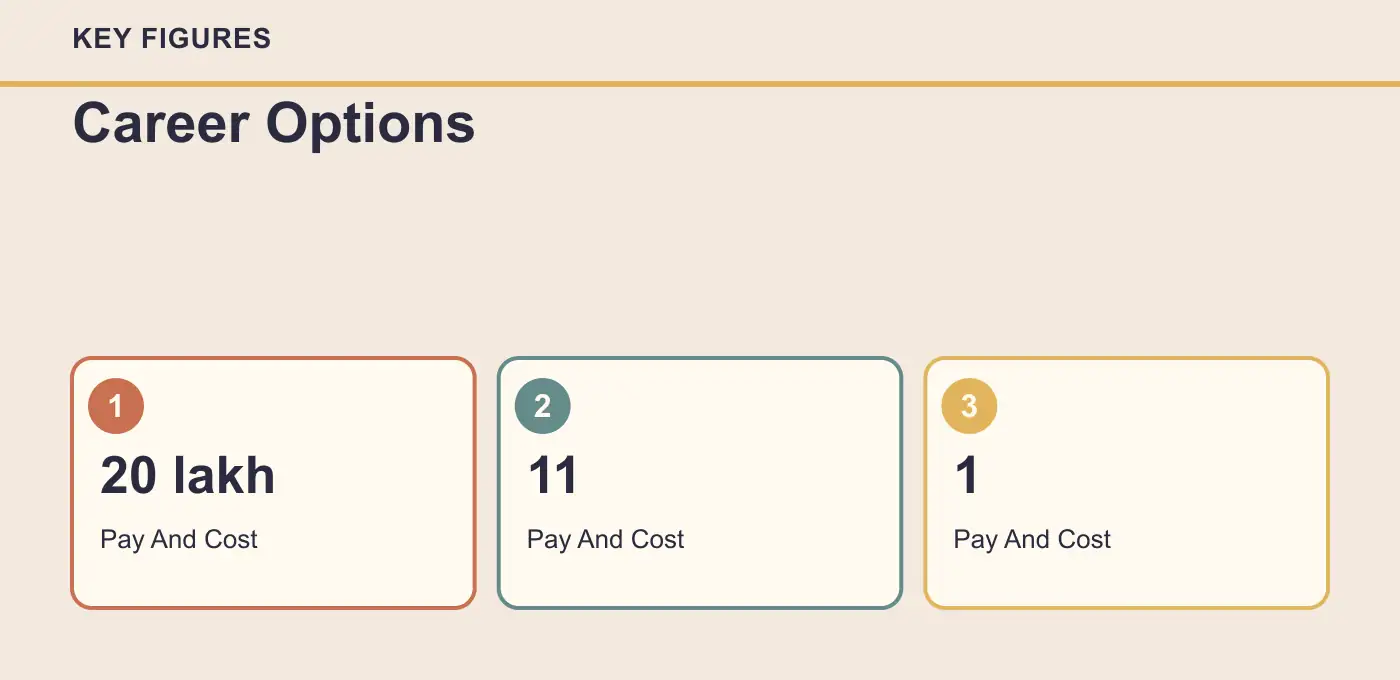 KEY FIGURES
Career Options
1
20 lakh
Pay And Cost
2
11
Pay And Cost
3
1
Pay And Cost